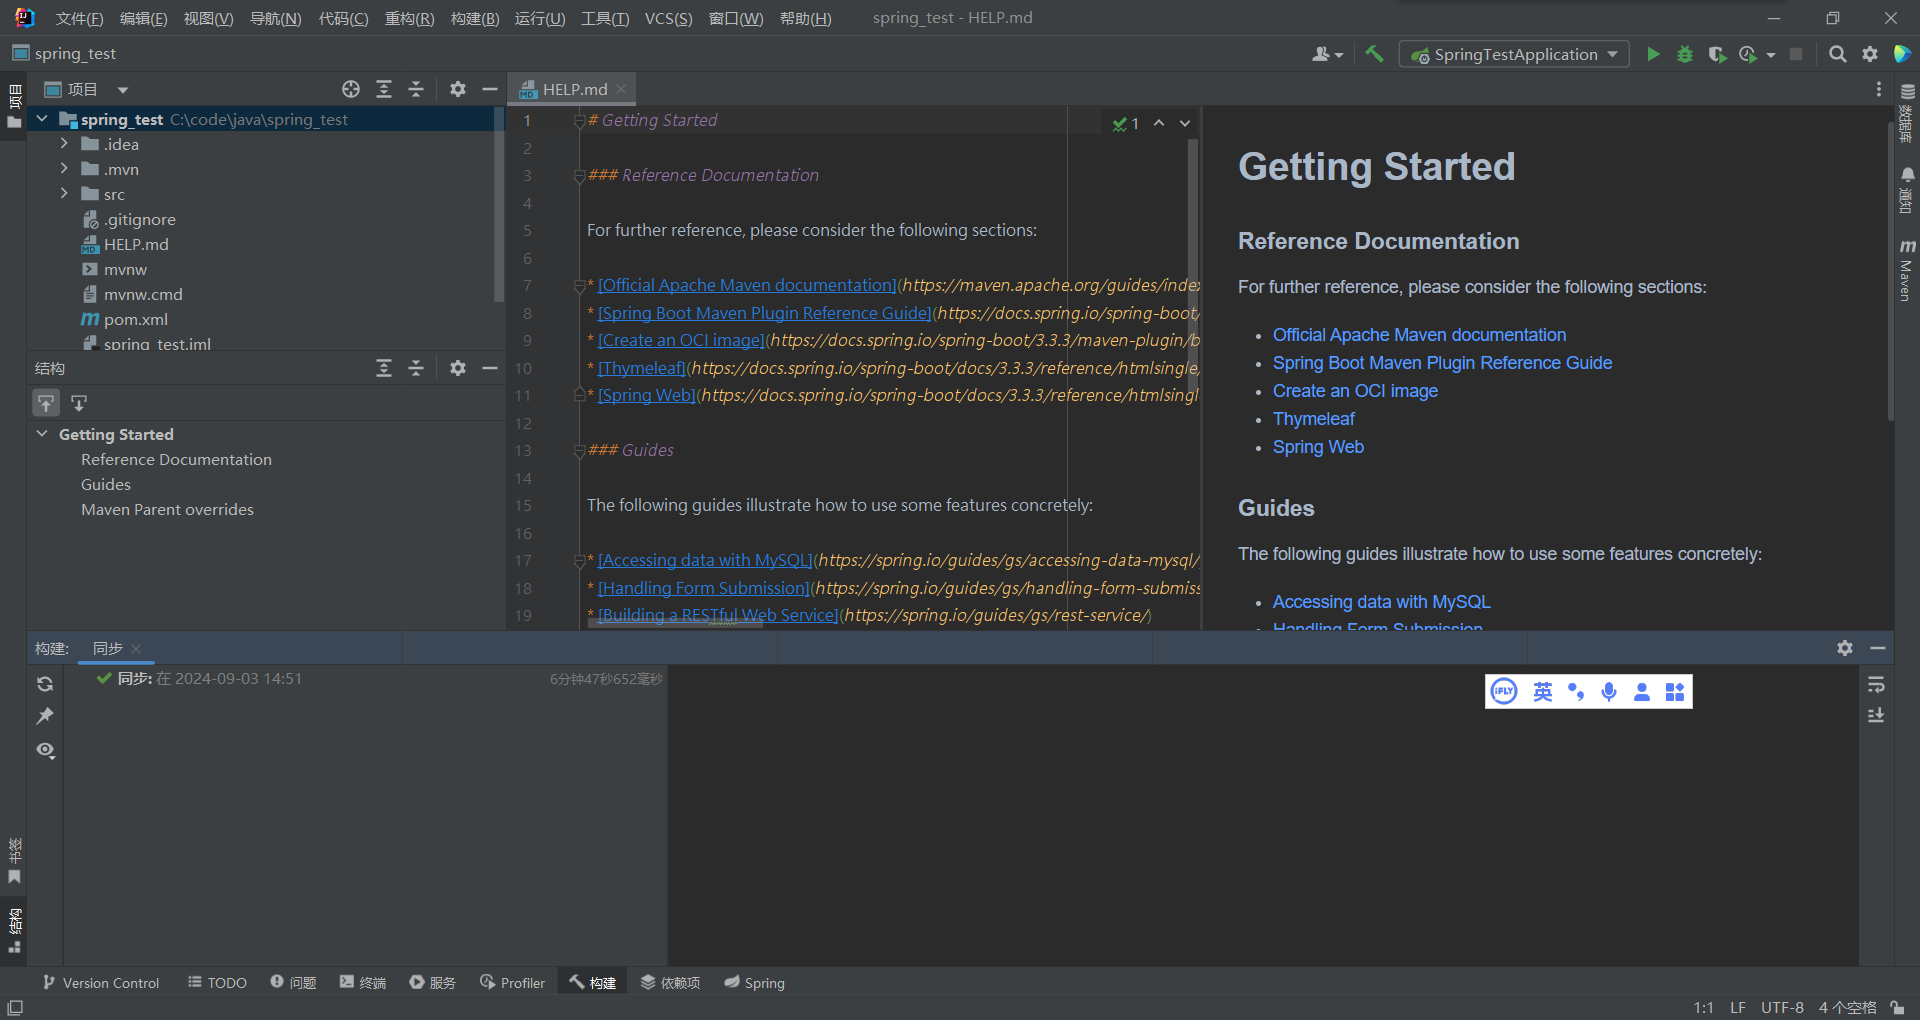 文件(F) 编辑(E) 视图(V) 导航(N) 代码(C) 重构(R) 构建(B) 运行(U) 工具(T) VCS(S) 窗口(W) 帮助(H) spring_test - HELP.md
spring_test
SpringTestApplication
项目
项目
HELP.md
spring_test C:\code\java\spring_test
.idea
.mvn
src
.gitignore
HELP.md
mvnw
mvnw.cmd
pom.xml
spring_test.iml
结构
Getting Started
Reference Documentation
Guides
Maven Parent overrides
1 # Getting Started
1
2
3 ### Reference Documentation
4
5 For further reference, please consider the following sections:
6
7 * [Official Apache Maven documentation](https://maven.apache.org/guides/index
8 * [Spring Boot Maven Plugin Reference Guide](https://docs.spring.io/spring-boot/
9 * [Create an OCI image](https://docs.spring.io/spring-boot/3.3.3/maven-plugin/b
10 * [Thymeleaf](https://docs.spring.io/spring-boot/docs/3.3.3/reference/htmlsingle/
11 * [Spring Web](https://docs.spring.io/spring-boot/docs/3.3.3/reference/htmlsingl
12
13 ### Guides
14
15 The following guides illustrate how to use some features concretely:
16
17 * [Accessing data with MySQL](https://spring.io/guides/gs/accessing-data-mysql/
18 * [Handling Form Submission](https://spring.io/guides/gs/handling-form-submiss
19 * [Building a RESTful Web Service](https://spring.io/guides/gs/rest-service/)
Getting Started
Reference Documentation
For further reference, please consider the following sections:
• Official Apache Maven documentation
• Spring Boot Maven Plugin Reference Guide
• Create an OCI image
• Thymeleaf
• Spring Web
Guides
The following guides illustrate how to use some features concretely:
• Accessing data with MySQL
• Handling Form Submission
数据库
通知
m Maven
构建: 同步
同步: 在 2024-09-03 14:51 6分钟47秒652毫秒
iFLY 英
书签
结构
Version Control TODO 问题 终端 服务 Profiler 构建 依赖项 Spring
1:1 LF UTF-8 4 个空格